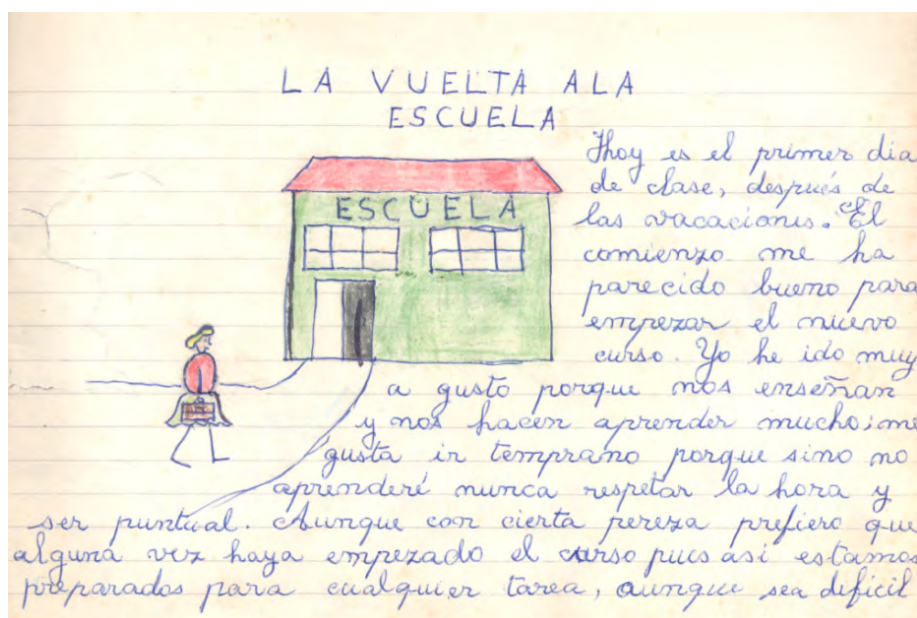 LA VUELTA ALA
ESCUELA
ESCUELA
Hhoy es el primer dia
de clase, después de
las vacaciones. El
comienzo me ha
parecido bueno para
empezar el nuevo
curso. Yo he ido muy
a gusto porque nos enseñan
y nos hacen aprender mucho; me
gusta ir temprano porque sino no
aprenderé nunca respetar la hora y
ser puntual. Aunque con cierta pereza prefiero que
alguna vez haya empezado el curso pues asi estamos
preparados para cualquier tarea, aunque sea difícil